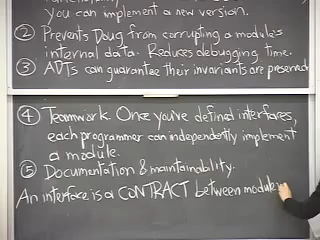 you can implement a new version.
② Prevents Doug from corrupting a module's
internal data. Reduces debugging time.
③ ADTs can guarantee their invariants are preserved
④ Teamwork. Once you've defined interfaces,
each programmer can independently implement
a module.
⑤ Documentation & maintainability.
An interface is a CONTRACT between modules